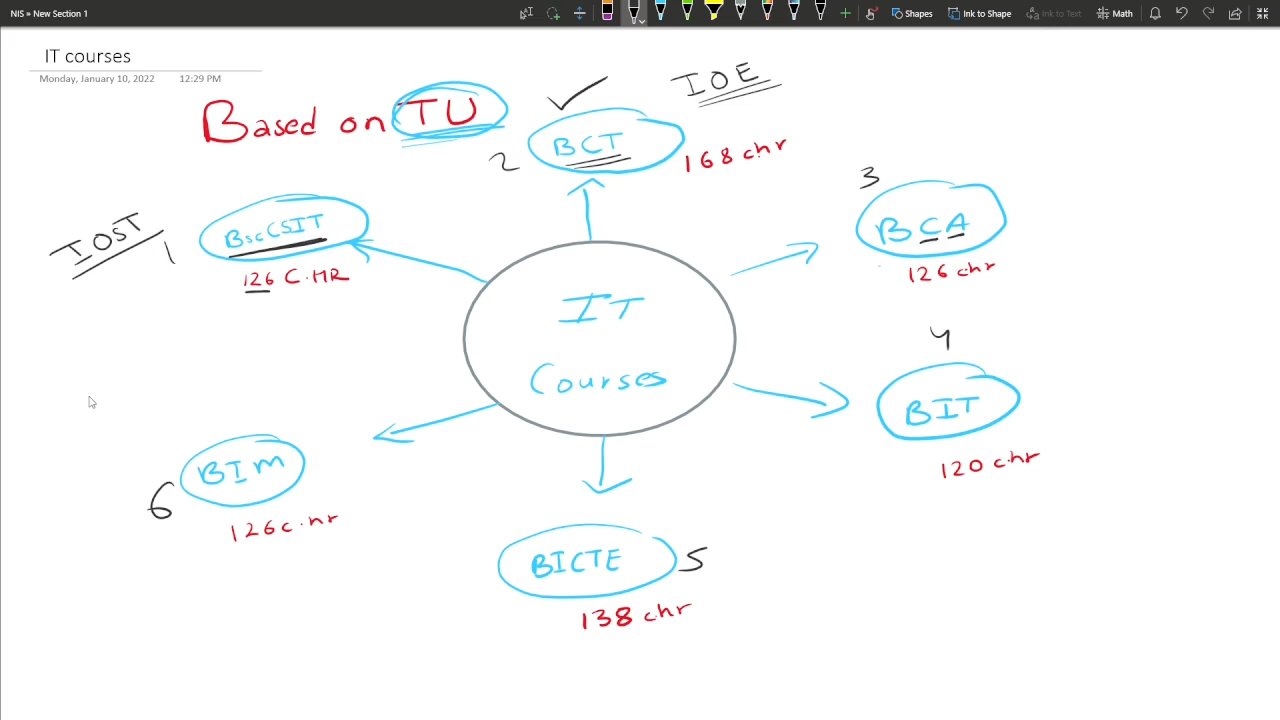 NIS » New Section 1
Shapes
Ink to Shape
Ink to Text
Math
IT courses
Monday, January 10, 2022 12:29 PM
Based on TU
IOE
2 BCT
168 chr
IOST
1 BscCSIT
126 C.HR
3
BCA
126 chr
IT
Courses
4
BIT
120 c.hr
6 BIM
126 c.hr
BICTE 5
138 c.hr